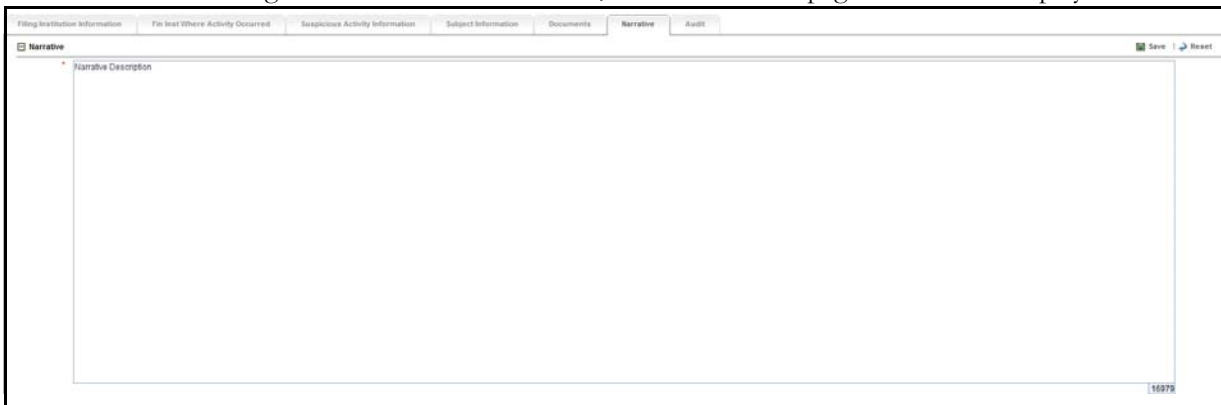 Filing Institution Information Fin Inst Where Activity Occurred Suspicious Activity Information Subject Information Documents Narrative Audit
Narrative Save Reset
* Narrative Description
16979